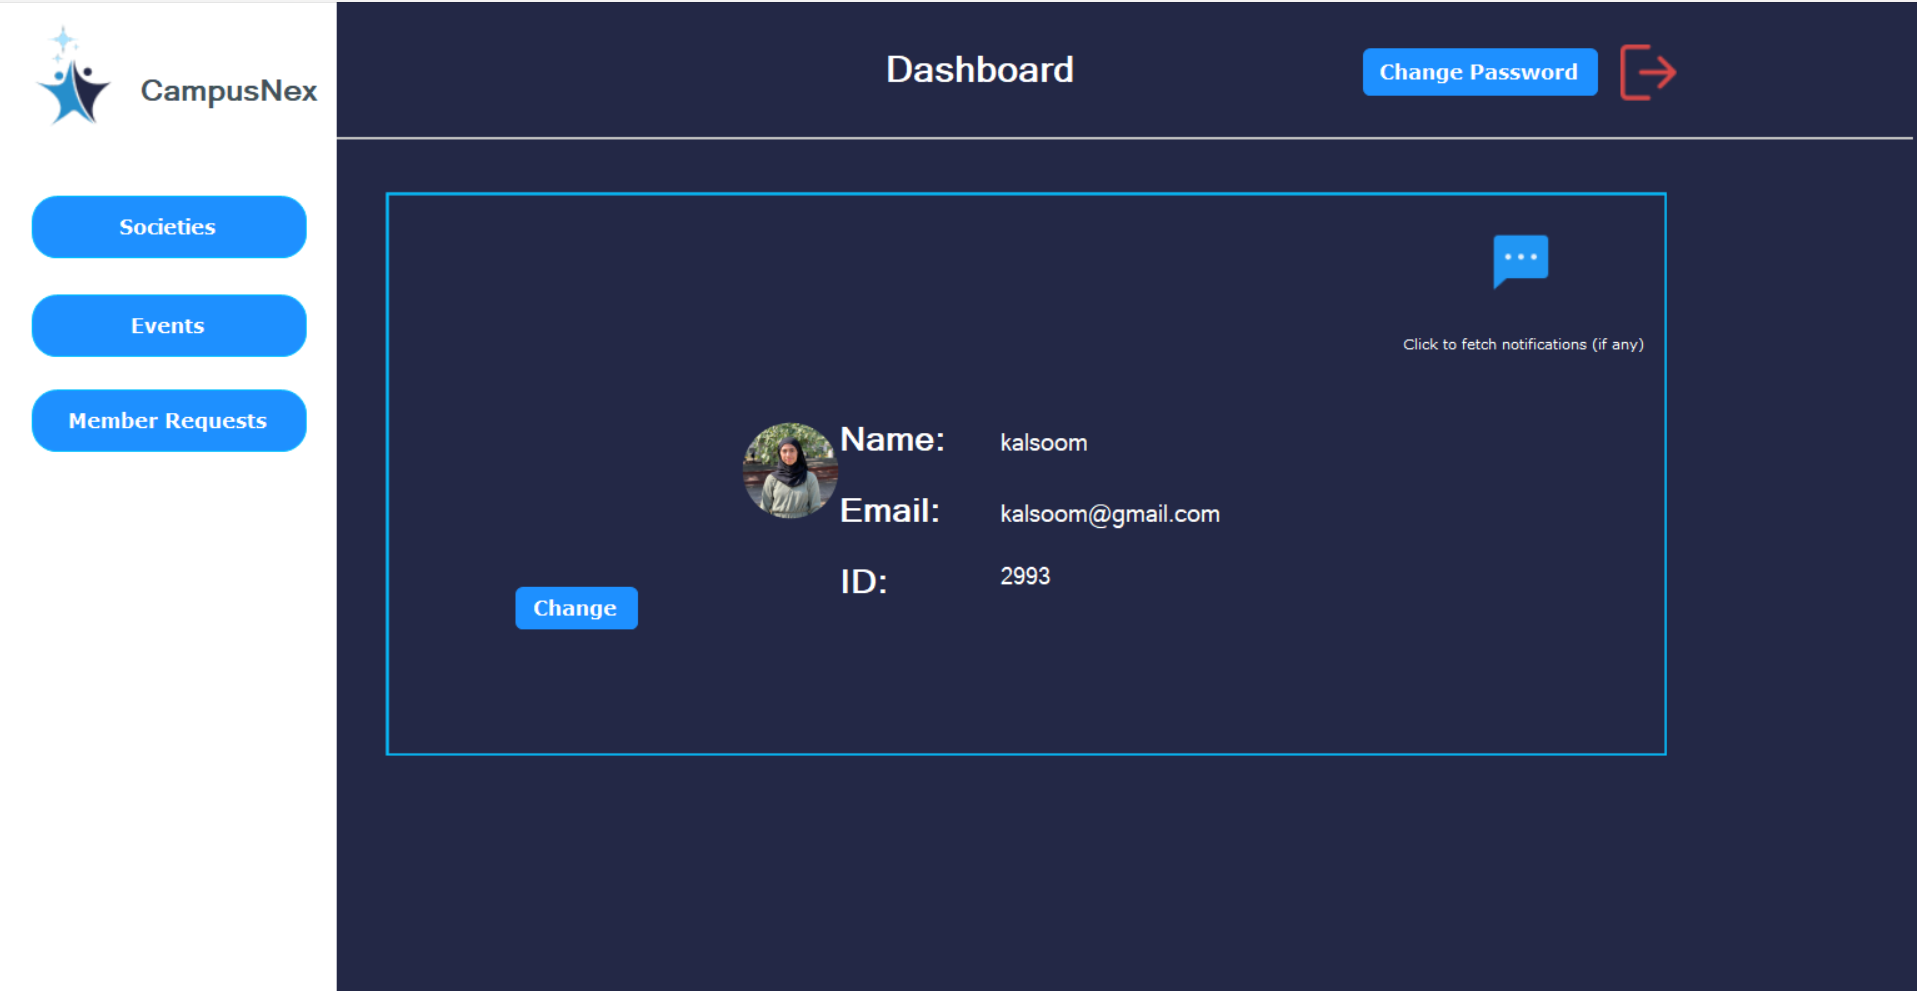 CampusNex
Dashboard
Change Password
Societies
Events
Member Requests
Click to fetch notifications (if any)
Name: kalsoom
Email: kalsoom@gmail.com
ID: 2993
Change